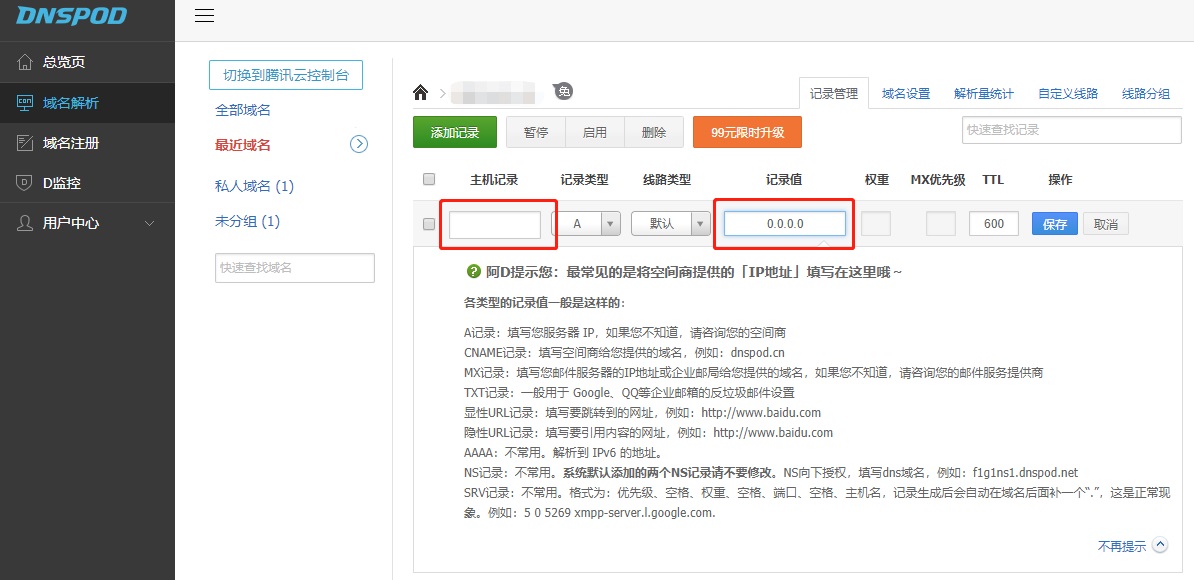 DNSPOD
总览页
域名解析
域名注册
D监控
用户中心
切换到腾讯云控制台
全部域名
最近域名
私人域名 (1)
未分组 (1)
快速查找域名
免
记录管理 域名设置 解析量统计 自定义线路 线路分组
添加记录 暂停 启用 删除 99元限时升级 快速查找记录
主机记录 记录类型 线路类型 记录值 权重 MX优先级 TTL 操作
A 默认 0.0.0.0 600 保存 取消
阿D提示您：最常见的是将空间商提供的「IP地址」填写在这里哦～
各类型的记录值一般是这样的：
A记录：填写您服务器 IP，如果您不知道，请咨询您的空间商
CNAME记录：填写空间商给您提供的域名，例如：dnspod.cn
MX记录：填写您邮件服务器的IP地址或企业邮局给您提供的域名，如果您不知道，请咨询您的邮件服务提供商
TXT记录：一般用于 Google、QQ等企业邮箱的反垃圾邮件设置
显性URL记录：填写要跳转到的网址，例如：http://www.baidu.com
隐性URL记录：填写要引用内容的网址，例如：http://www.baidu.com
AAAA：不常用。解析到 IPv6 的地址。
NS记录：不常用。系统默认添加的两个NS记录请不要修改。NS向下授权，填写dns域名，例如：f1g1ns1.dnspod.net
SRV记录：不常用。格式为：优先级、空格、权重、空格、端口、空格、主机名，记录生成后会自动在域名后面补一个“.”，这是正常现
象。例如：5 0 5269 xmpp-server.l.google.com.
不再提示